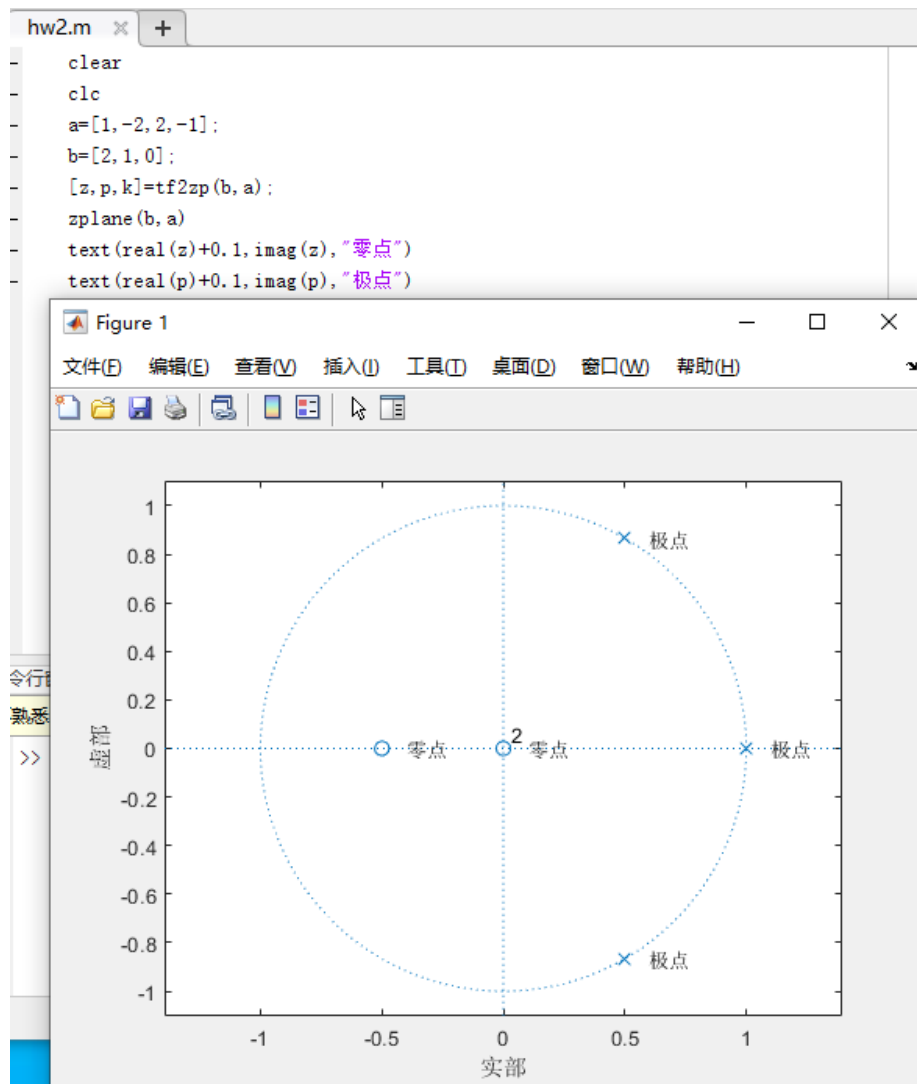 hw2.m × +
clear
clc
a=[1,-2,2,-1];
b=[2,1,0];
[z,p,k]=tf2zp(b,a);
zplane(b,a)
text(real(z)+0.1,imag(z),"零点")
text(real(p)+0.1,imag(p),"极点")
Figure 1
文件(F) 编辑(E) 查看(V) 插入(I) 工具(T) 桌面(D) 窗口(W) 帮助(H)
令行
熟悉
>>
1
0.8
0.6
0.4
0.2
0
-0.2
-0.4
-0.6
-0.8
-1
虚部
极点
2
零点 零点 极点
极点
-1 -0.5 0 0.5 1
实部